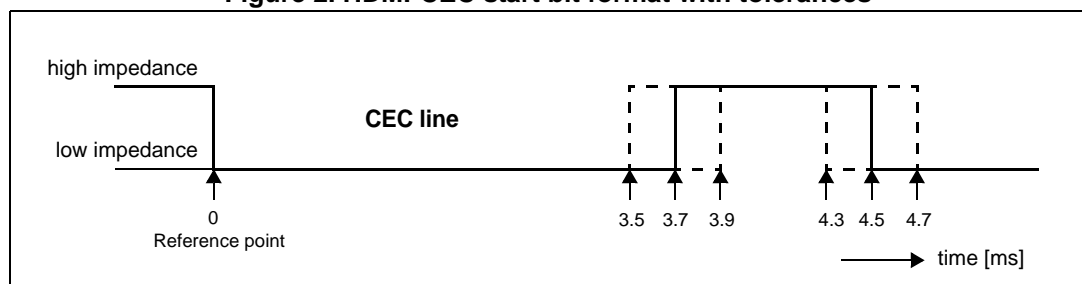 Figure 2. HDMI-CEC start bit format with tolerances
high impedance
CEC line
low impedance
0
Reference point
3.5 3.7 3.9 4.3 4.5 4.7
time [ms]